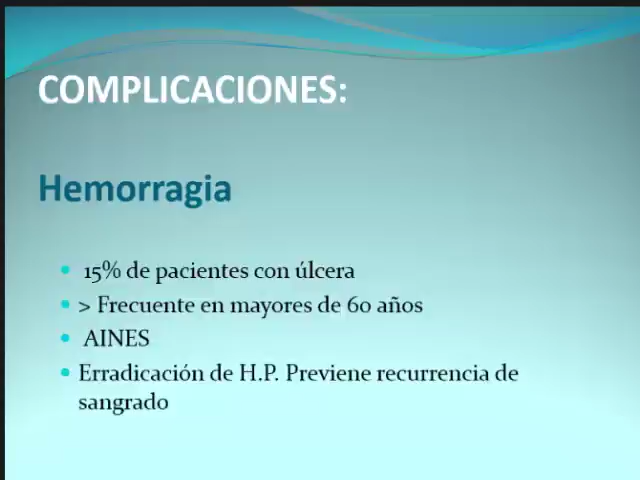 COMPLICACIONES:
Hemorragia
15% de pacientes con úlcera
> Frecuente en mayores de 60 años
AINES
Erradicación de H.P. Previene recurrencia de
sangrado